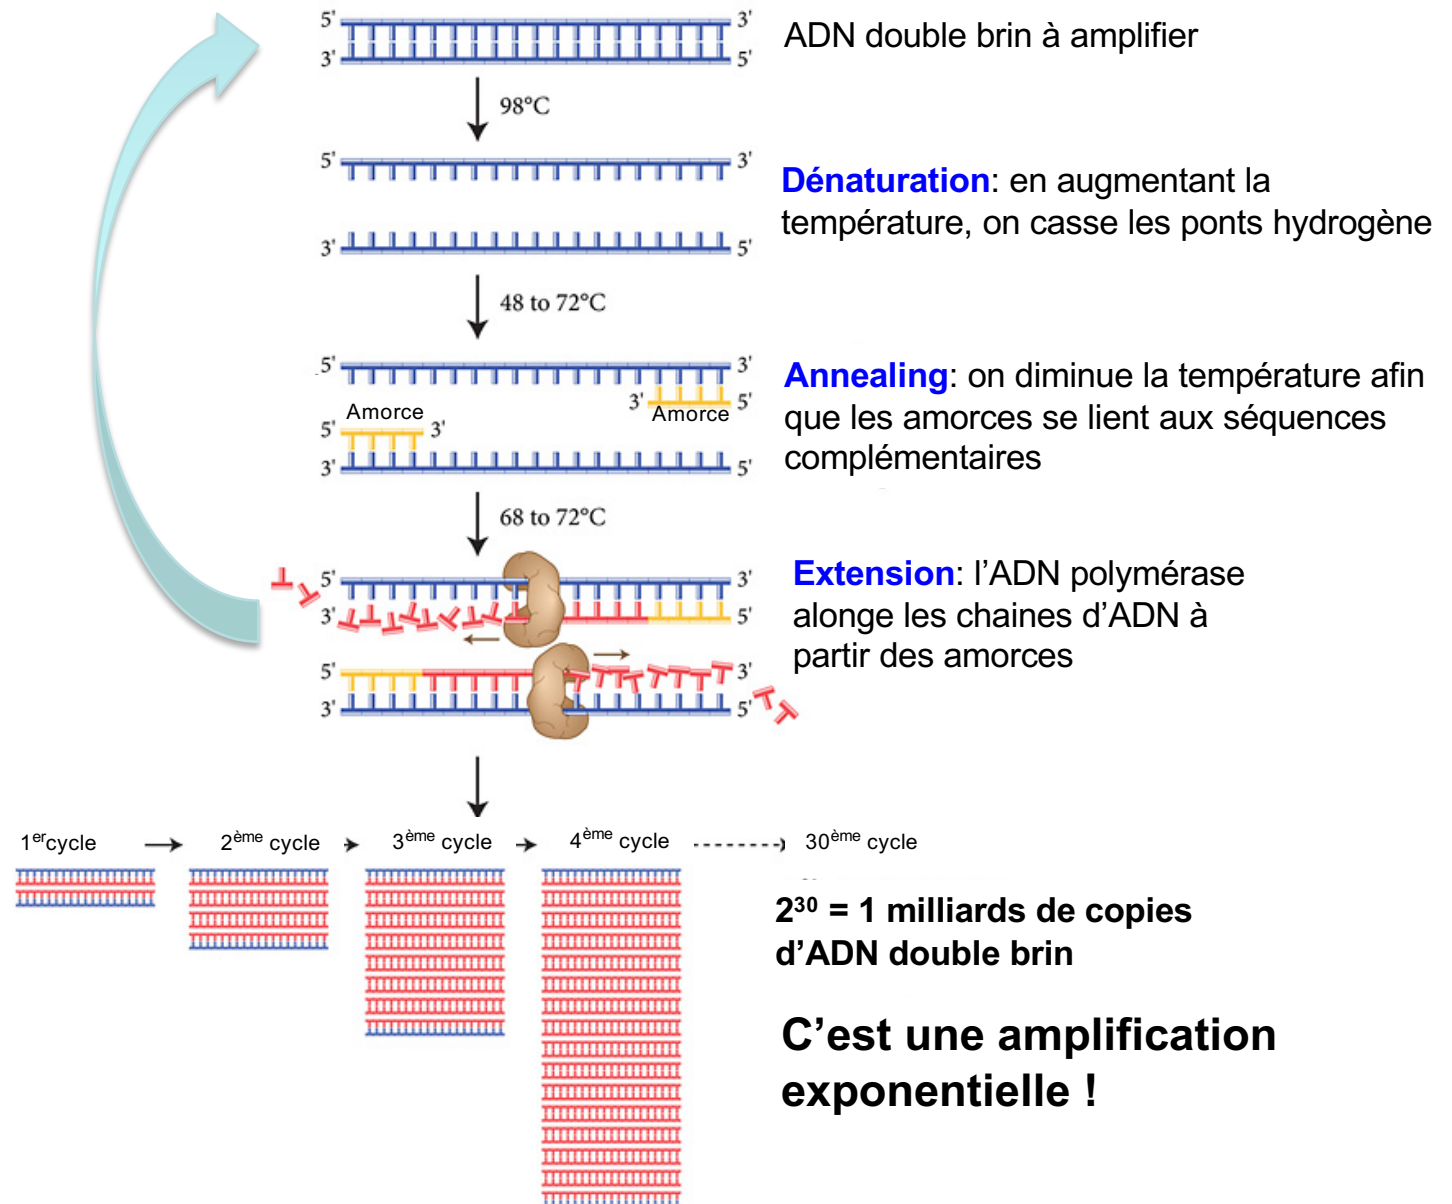 5' 3' ADN double brin à amplifier
3' 5'
98°C
5' 3'
Dénaturation: en augmentant la
température, on casse les ponts hydrogène
3' 5'
48 to 72°C
5' 3'
Annealing: on diminue la température afin
3' Amorce 5'
que les amorces se lient aux séquences
Amorce
5' 3'
complémentaires
3' 5'
68 to 72°C
Extension: l’ADN polymérase
5' 3'
alonge les chaines d’ADN à
3' 5'
partir des amorces
5' 3'
3' 5'
1er cycle 2ème cycle 3ème cycle 4ème cycle 30ème cycle
2³⁰ = 1 milliards de copies
d’ADN double brin
C’est une amplification
exponentielle !